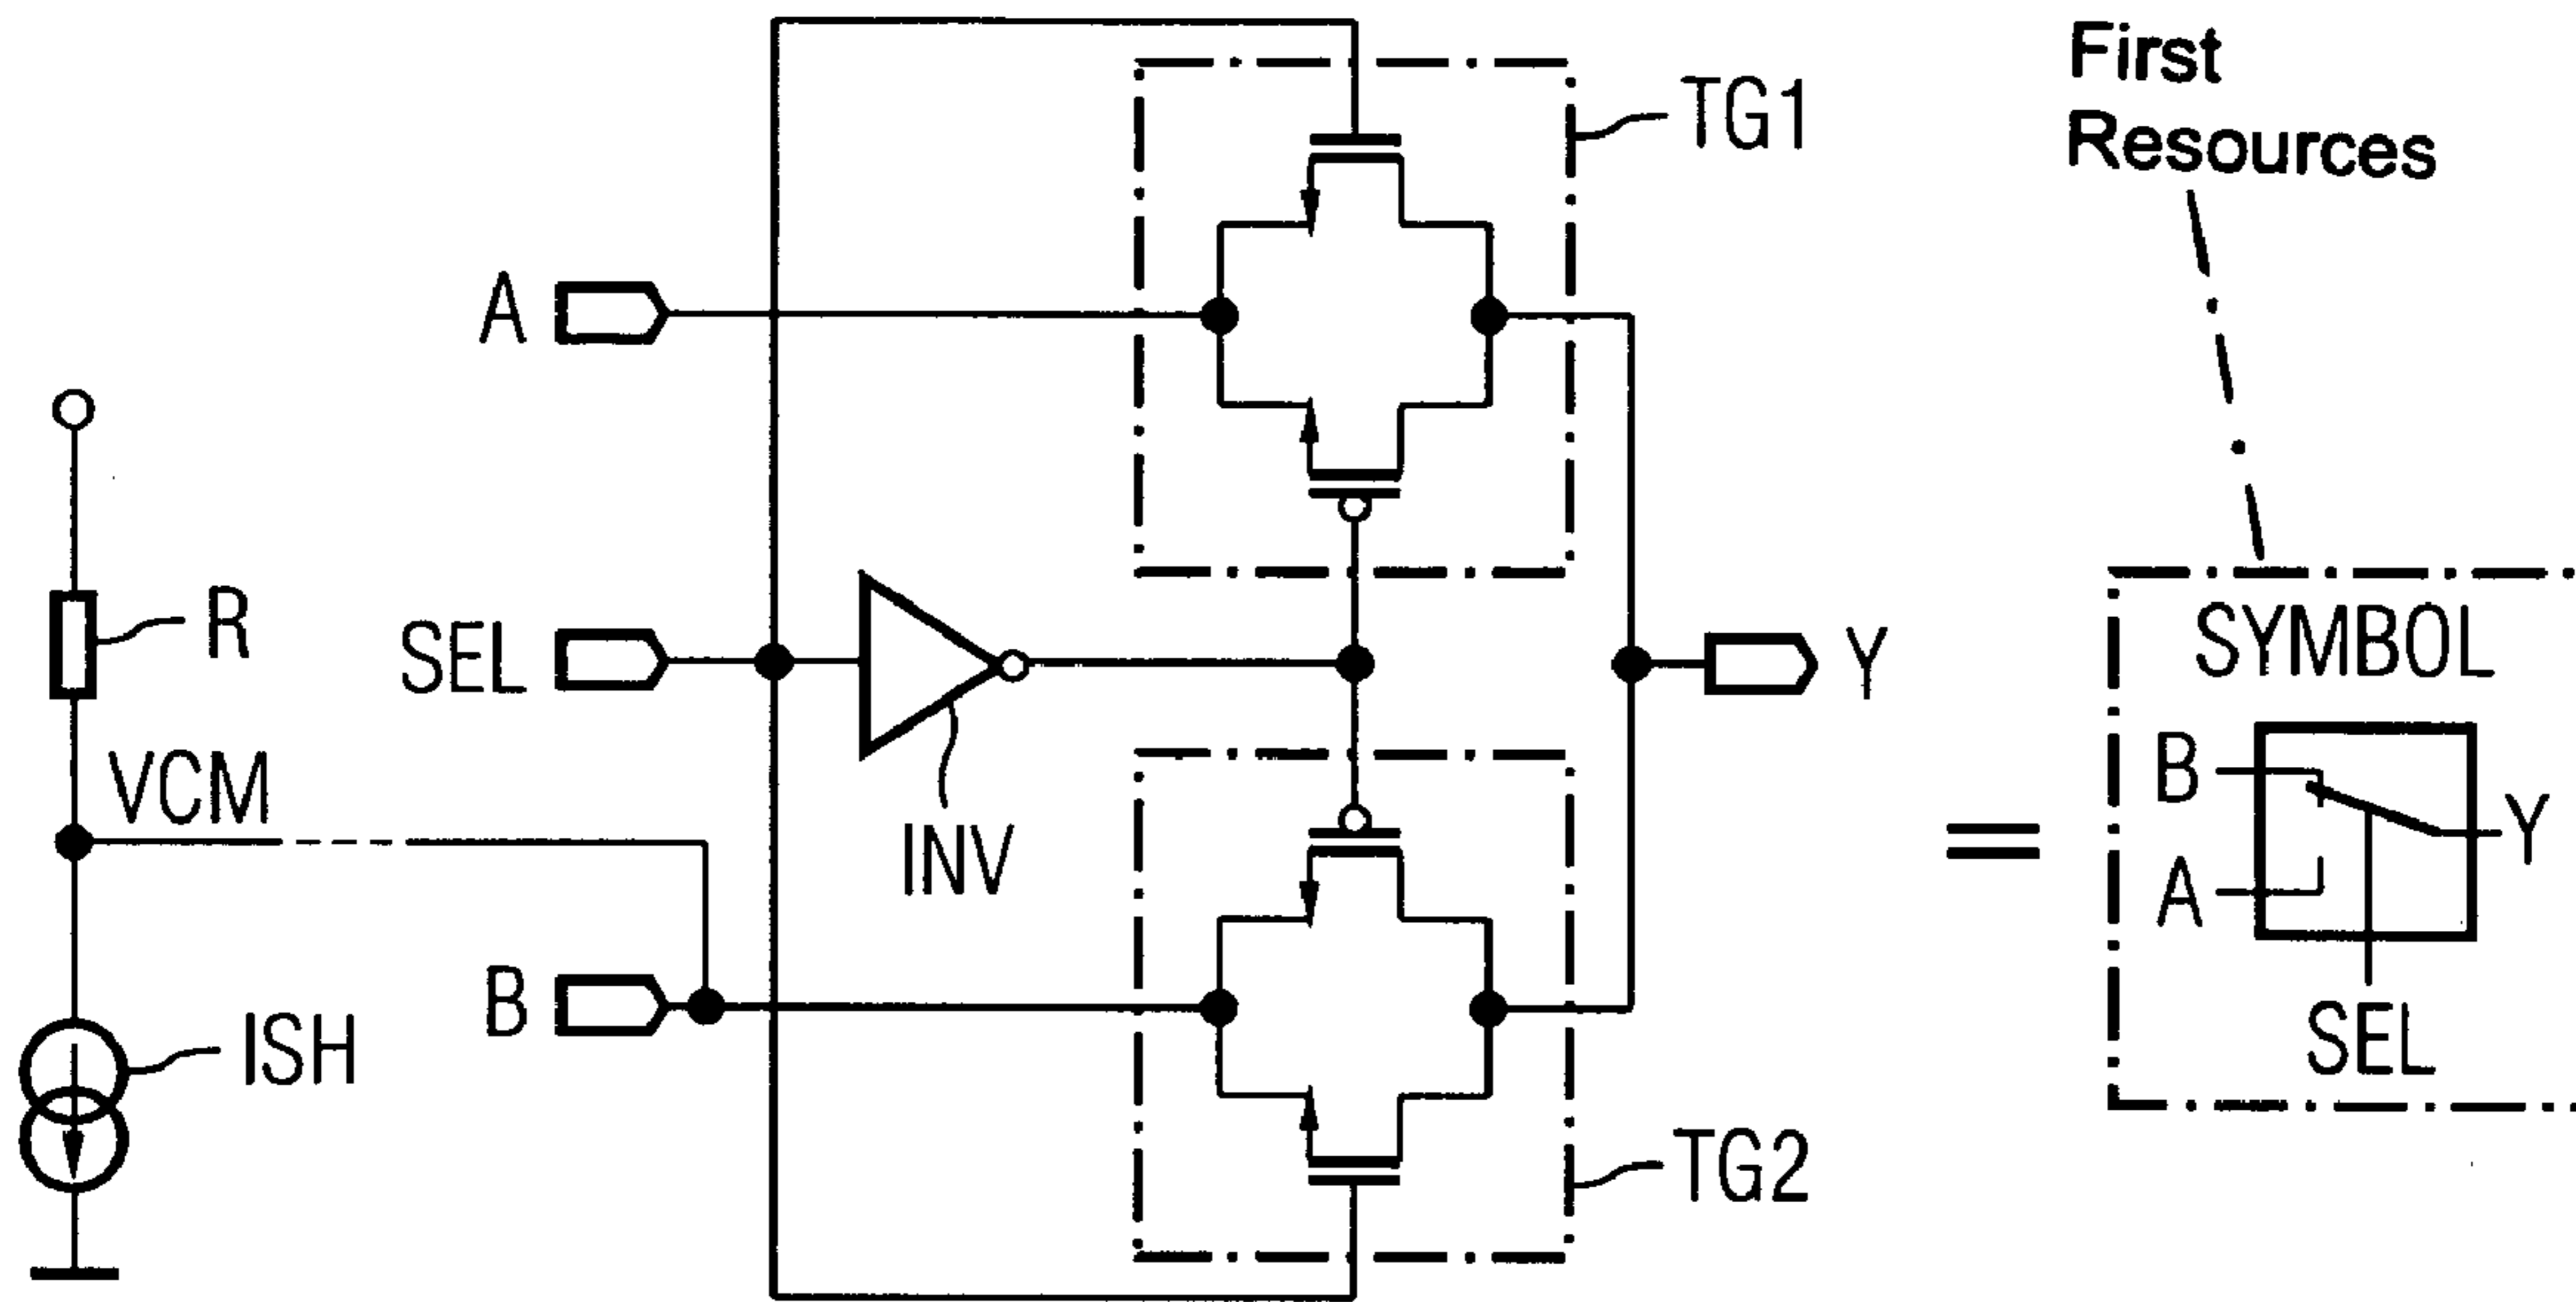 First
Resources
TG1
A
R
SEL
Y
SYMBOL
VCM
INV
B
=
Y
A
B
ISH
SEL
TG2